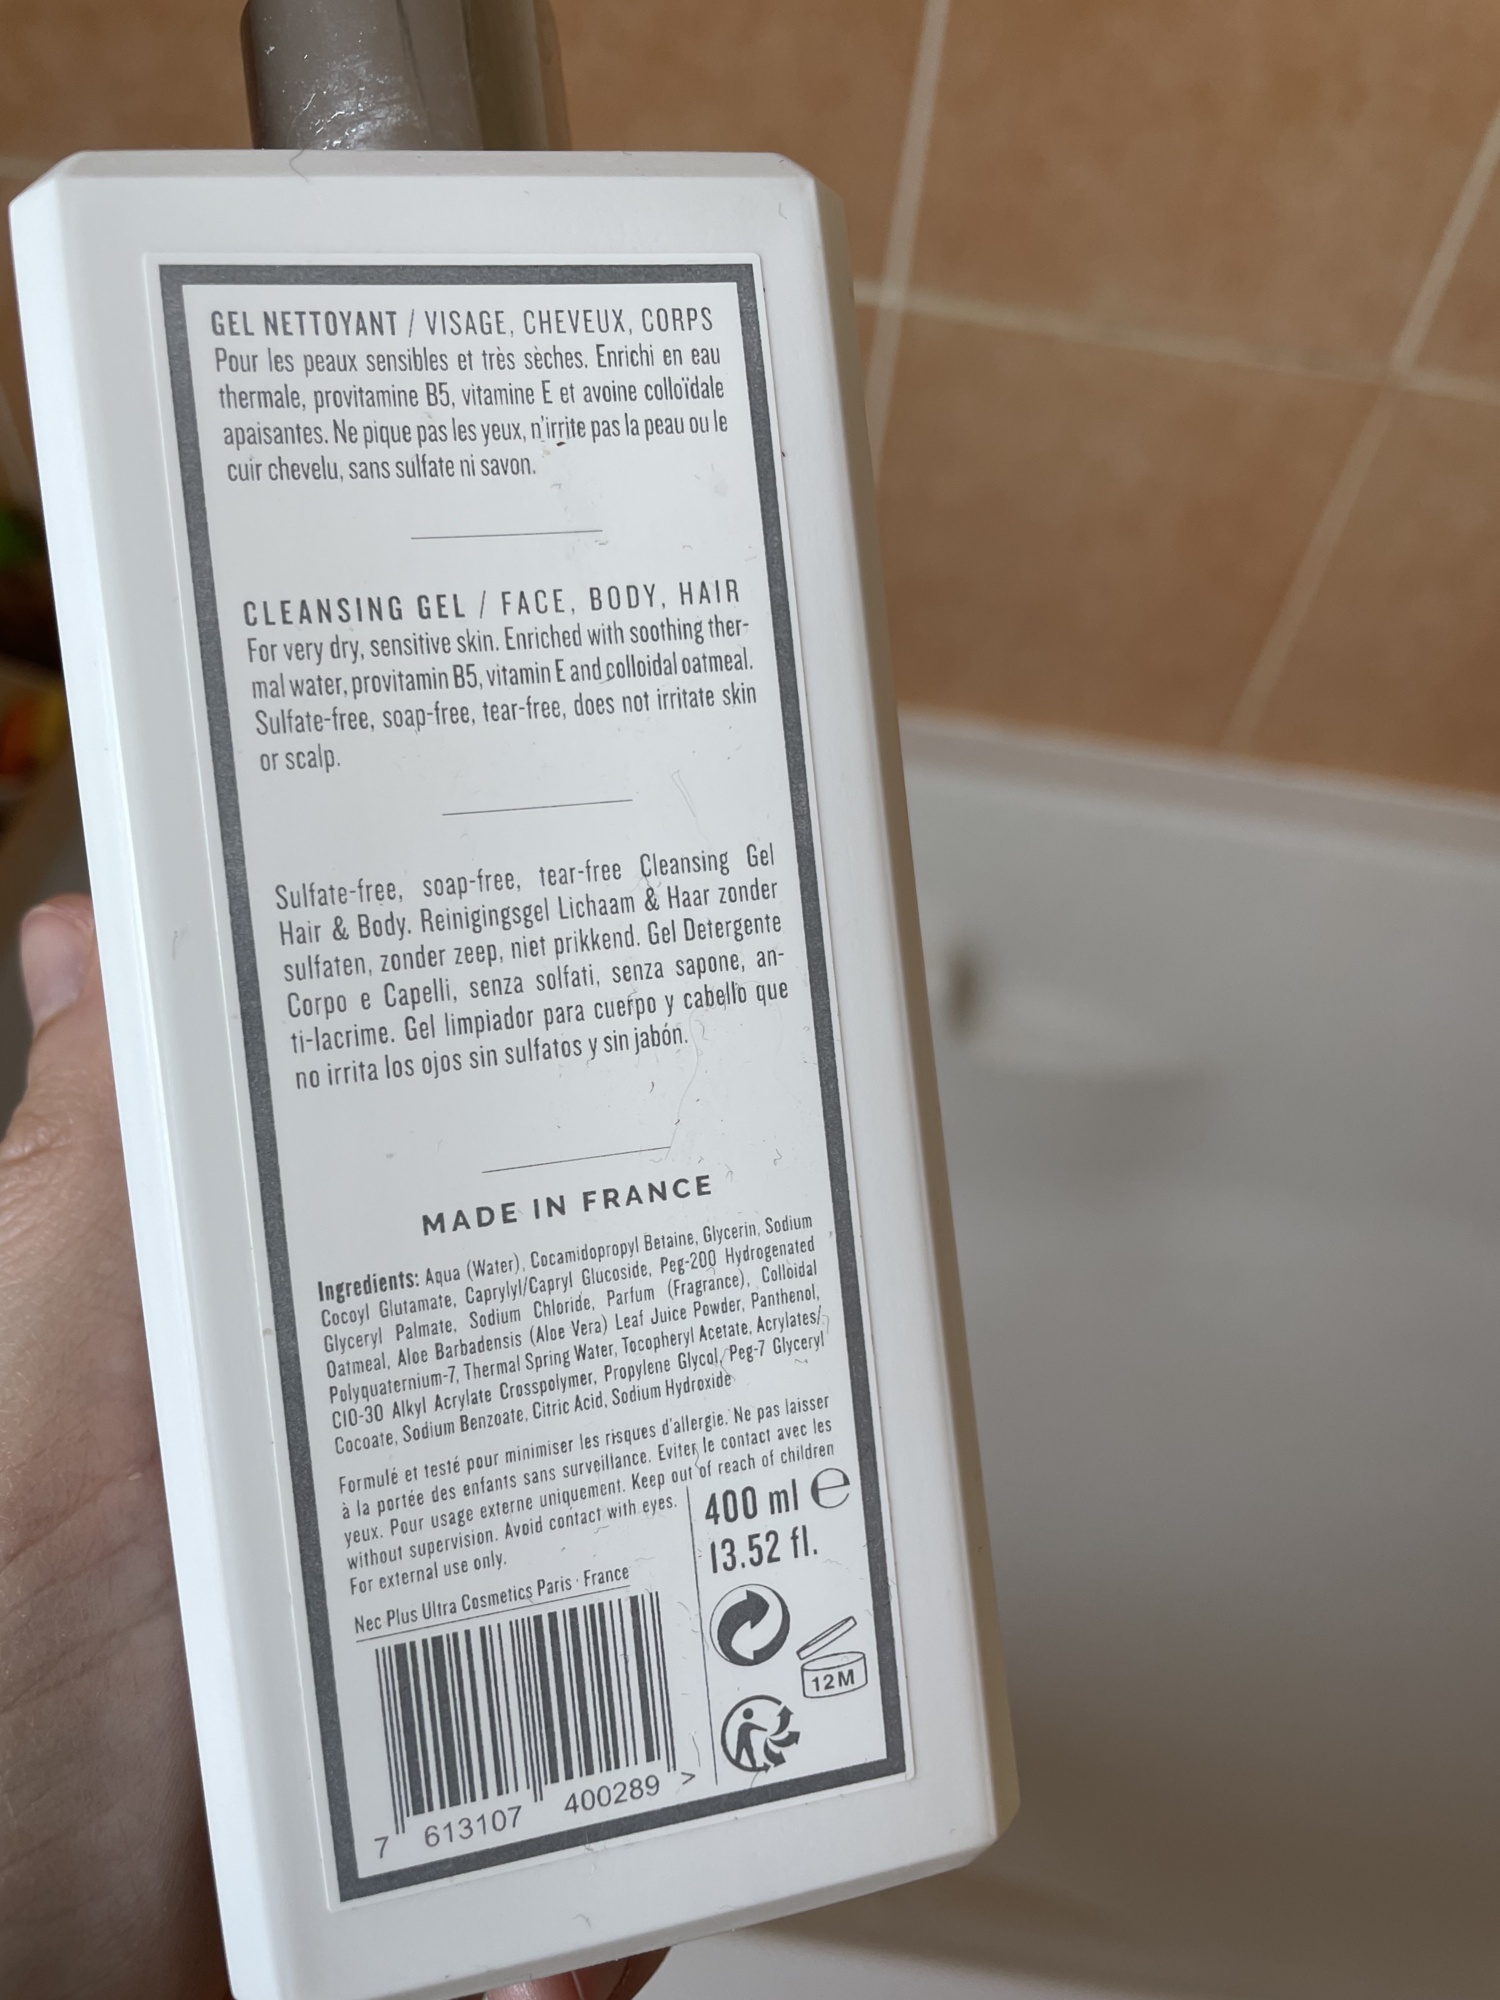 GEL NETTOYANT / VISAGE, CHEVEUX, CORPS
Pour les peaux sensibles et très sèches. Enrichi en eau
thermale, provitamine B5, vitamine E et avoine colloïdale
apaisantes. Ne pique pas les yeux, n'irrite pas la peau ou le
cuir chevelu, sans sulfate ni savon.
CLEANSING GEL / FACE, BODY, HAIR
For very dry, sensitive skin. Enriched with soothing ther-
mal water, provitamin B5, vitamin E and colloidal oatmeal.
Sulfate-free, soap-free, tear-free, does not irritate skin
or scalp.
Sulfate-free, soap-free, tear-free Cleansing Gel
Hair & Body. Reinigingsgel Lichaam & Haar zonder
sulfaten, zonder zeep, niet prikkend. Gel Detergente
Corpo e Capelli, senza solfati, senza sapone, an-
ti-lacrime. Gel limpiador para cuerpo y cabello que
no irrita los ojos sin sulfatos y sin jabón.
MADE IN FRANCE
Ingredients: Aqua (Water), Cocamidopropyl Betaine, Glycerin, Sodium
Cocoyl Glutamate, Caprylyl/Capryl Glucoside, Peg-200 Hydrogenated
Glyceryl Palmate, Sodium Chloride, Parfum (Fragrance), Colloidal
Oatmeal, Aloe Barbadensis (Aloe Vera) Leaf Juice Powder, Panthenol,
Polyquaternium-7, Thermal Spring Water, Tocopheryl Acetate, Acrylates/
C10-30 Alkyl Acrylate Crosspolymer, Propylene Glycol, Peg-7 Glyceryl
Cocoate, Sodium Benzoate, Citric Acid, Sodium Hydroxide
Formulé et testé pour minimiser les risques d'allergie. Ne pas laisser
à la portée des enfants sans surveillance. Eviter le contact avec les
yeux. Pour usage externe uniquement. Keep out of reach of children
without supervision. Avoid contact with eyes.
For external use only.
400 ml e
13.52 fl.
Nec Plus Ultra Cosmetics Paris · France
12M
7 613107 400289 >